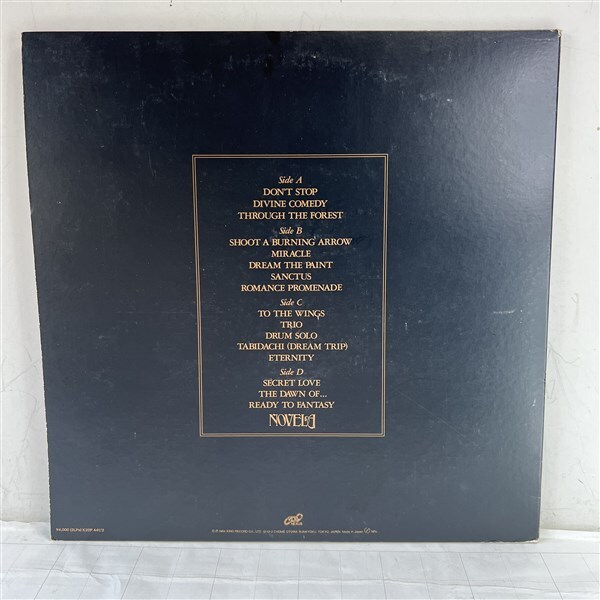 Side A
DON'T STOP
DIVINE COMEDY
THROUGH THE FOREST
Side B
SHOOT A BURNING ARROW
MIRACLE
DREAM THE PAINT
SANCTUS
ROMANCE PROMENADE
Side C
TO THE WINGS
TRIO
DRUM SOLO
TABIDACHI (DREAM TRIP)
ETERNITY
Side D
SECRET LOVE
THE DAWN OF...
READY TO FANTASY
NOVELA